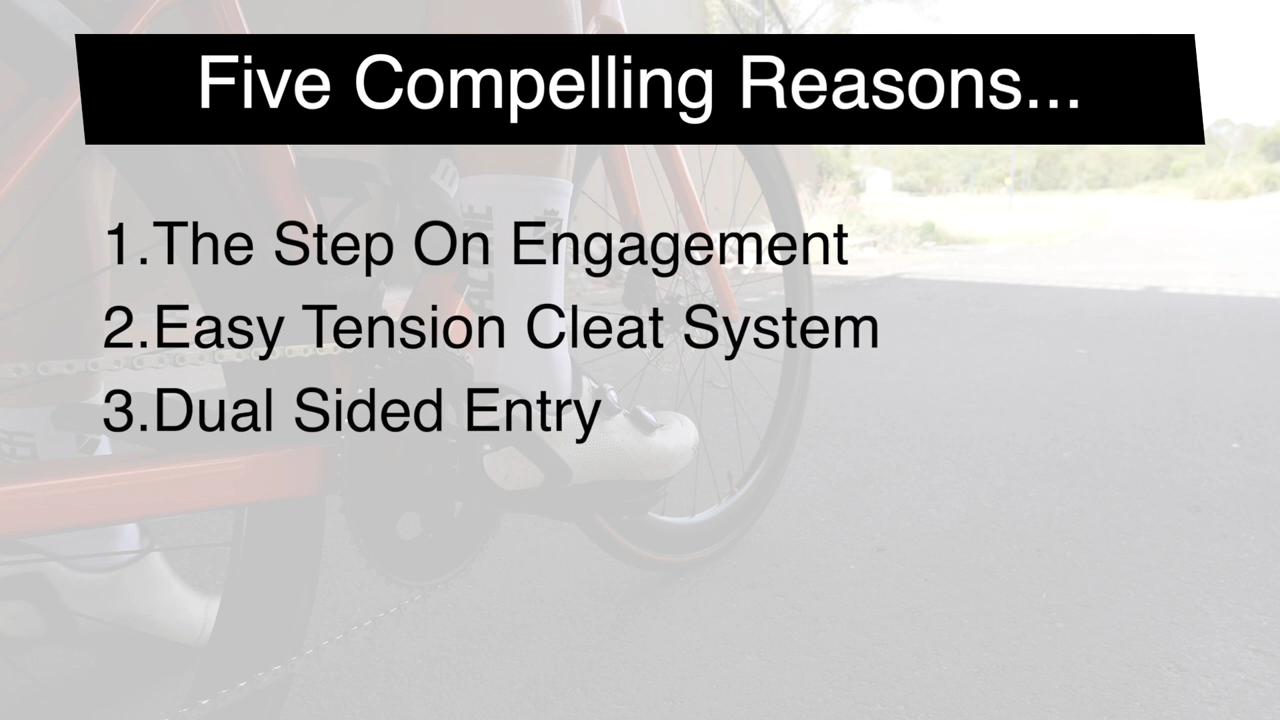 Five Compelling Reasons...
1.The Step On Engagement
2.Easy Tension Cleat System
3.Dual Sided Entry